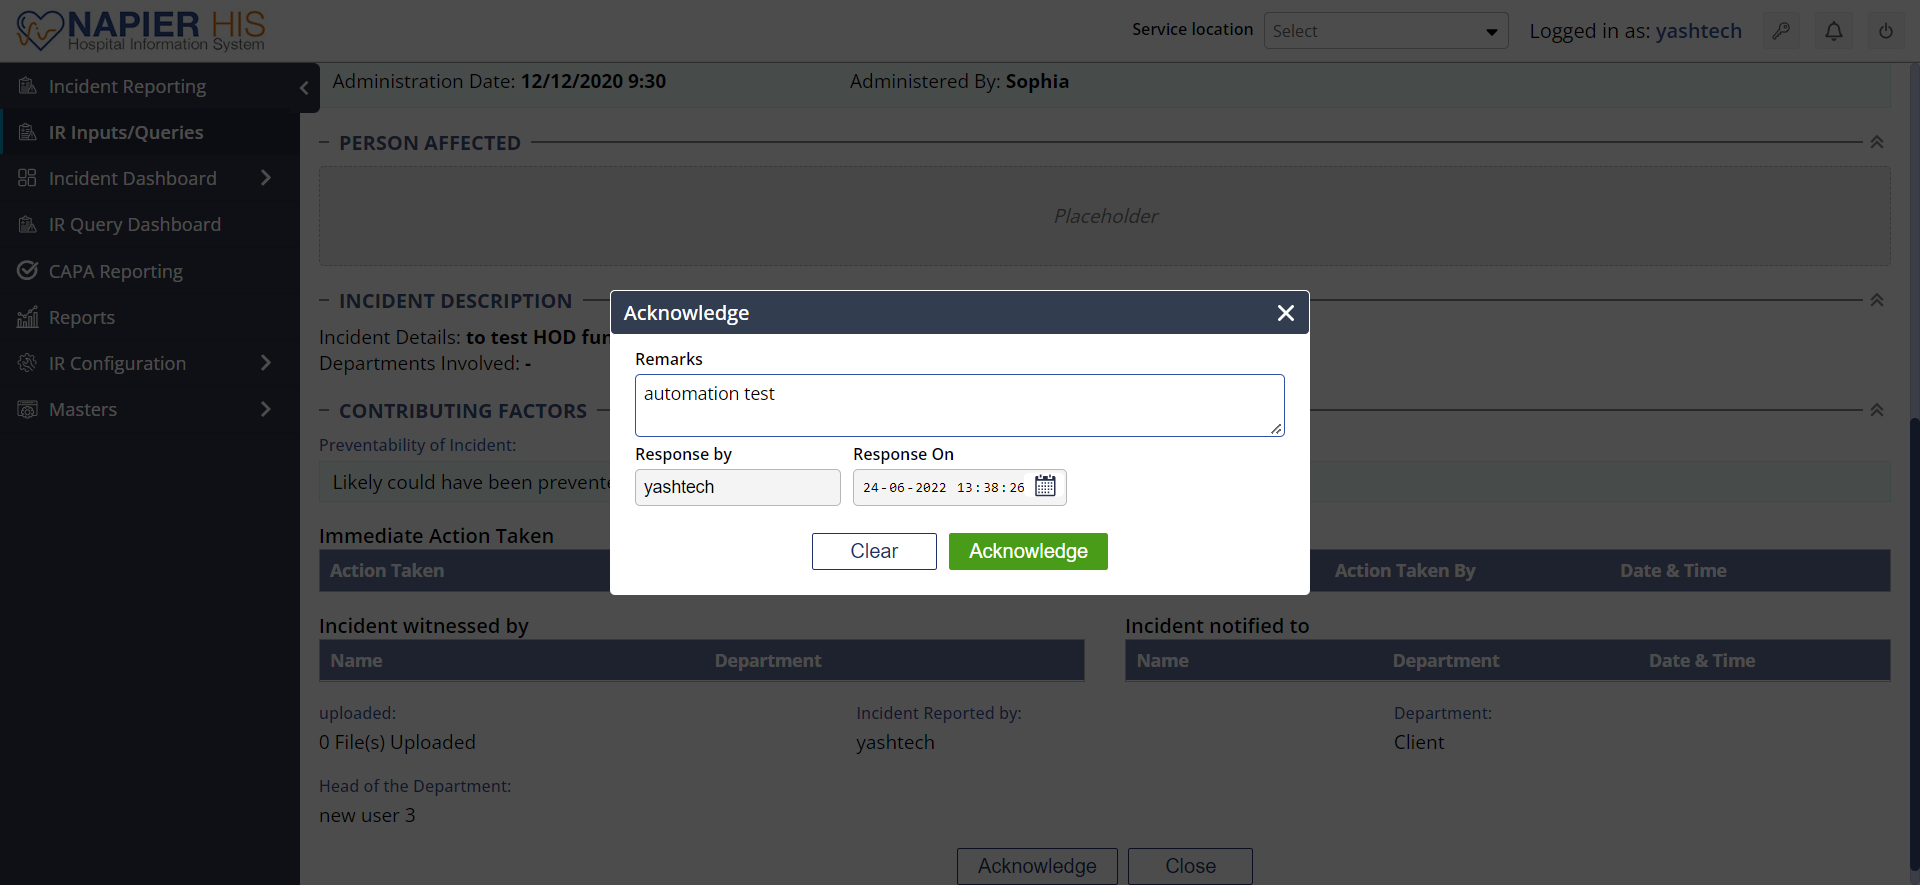 NAPIER HIS
Hospital Information System
Service location
Select
Logged in as: yashtech
Incident Reporting
IR Inputs/Queries
Incident Dashboard
IR Query Dashboard
CAPA Reporting
Reports
IR Configuration
Masters
Administration Date: 12/12/2020 9:30
Administered By: Sophia
PERSON AFFECTED
Placeholder
INCIDENT DESCRIPTION
Incident Details: to test HOD
Departments Involved: -
CONTRIBUTING FACTORS
Preventability of Incident:
Likely could have been
Acknowledge
Remarks
automation test
Response by
Response On
yashtech
24-06-2022 13:38:26
Clear
Acknowledge
Immediate Action Taken
Action Taken
Action Taken By
Date & Time
Incident witnessed by
Name
Department
Incident notified to
Name
Department
Date & Time
uploaded:
0 File(s) Uploaded
Incident Reported by:
yashtech
Department:
Client
Head of the Department:
new user 3
Acknowledge
Close